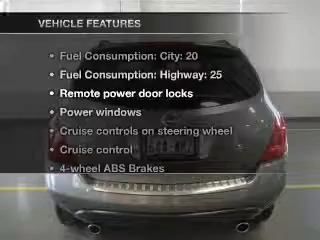 VEHICLE FEATURES
Fuel Consumption: City: 20
Fuel Consumption: Highway: 25
Remote power door locks
Power windows
Cruise controls on steering wheel
Cruise control
4-wheel ABS Brakes